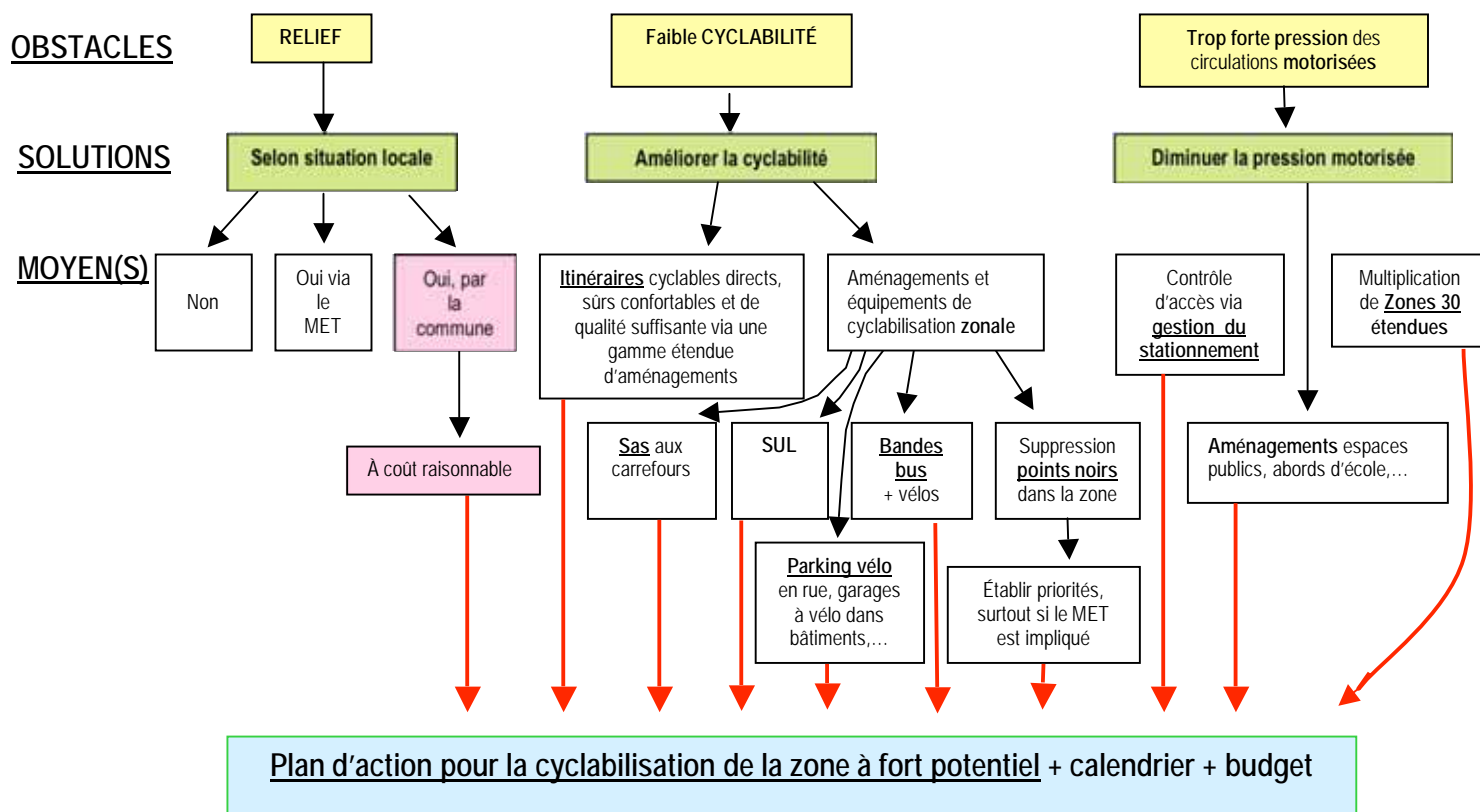 OBSTACLES
RELIEF
Faible CYCLABILITÉ
Trop forte pression des
circulations motorisées
SOLUTIONS
Selon situation locale
Améliorer la cyclabilité
Diminuer la pression motorisée
MOYEN(S)
Non
Oui via
le
MET
Oui, par
la
commune
Itinéraires cyclables directs,
sûrs confortables et de
qualité suffisante via une
gamme étendue
d'aménagements
Aménagements et
équipements de
cyclabilisation zonale
Contrôle
d'accès via
gestion du
stationnement
Multiplication
de Zones 30
étendues
À coût raisonnable
Sas aux
carrefours
SUL
Bandes
bus
+ vélos
Suppression
points noirs
dans la zone
Aménagements espaces
publics, abords d'école,...
Parking vélo
en rue, garages
à vélo dans
bâtiments,...
Établir priorités,
surtout si le MET
est impliqué
Plan d'action pour la cyclabilisation de la zone à fort potentiel + calendrier + budget